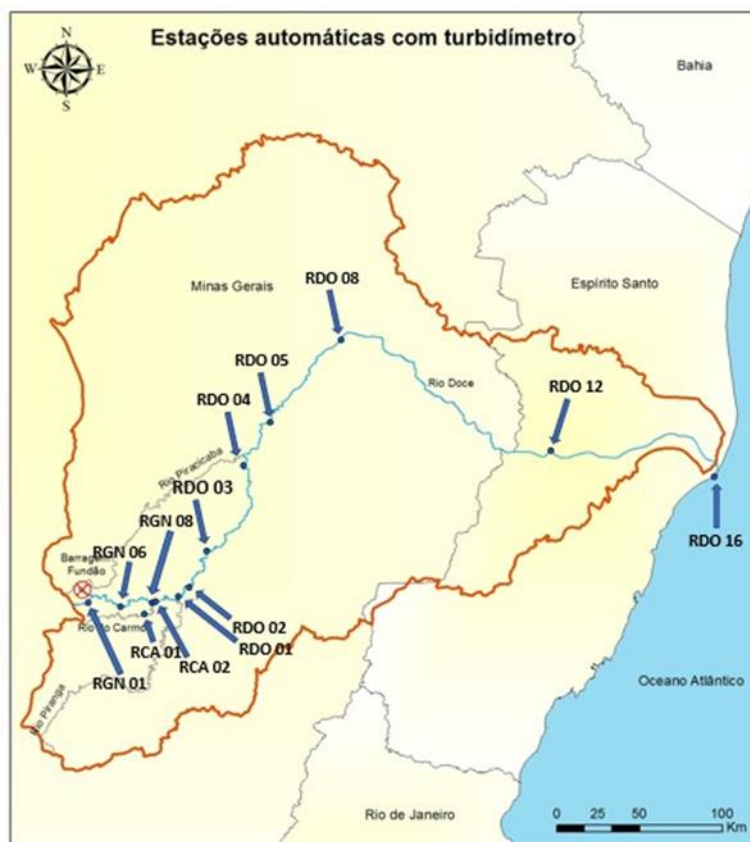 Estações automáticas com turbidímetro
N
W
E
S
Bahia
Minas Gerais
RDO 08
Espírito Santo
RDO 05
Rio Doce
RDO 12
RDO 04
Rio Piracicaba
RDO 03
RGN 08
RGN 06
Barragem
Fundão
RDO 16
Rio do Carmo
RDO 02
RCA 01
RDO 01
RCA 02
RGN 01
Oceano Atlântico
Rio Piranga
Rio de Janeiro
0 25 50 100
Km